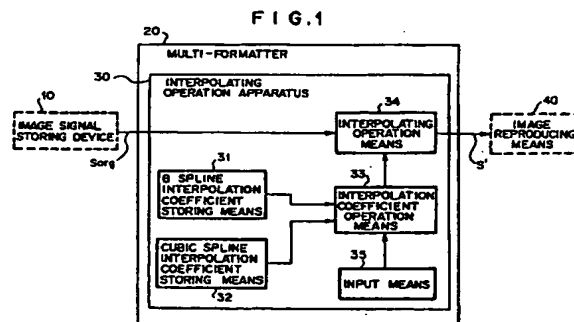 FIG.1
20
MULTI-FORMATTER
30
INTERPOLATING
OPERATION APPARATUS
10
IMAGE SIGNAL
STORING DEVICE
Sorg
34
INTERPOLATING
OPERATION
MEANS
40
IMAGE
REPRODUCING
MEANS
S'
31
B SPLINE
INTERPOLATION
COEFFICIENT
STORING MEANS
33
INTERPOLATION
COEFFICIENT
OPERATION
MEANS
CUBIC SPLINE
INTERPOLATION
COEFFICIENT
STORING MEANS
32
35
INPUT MEANS